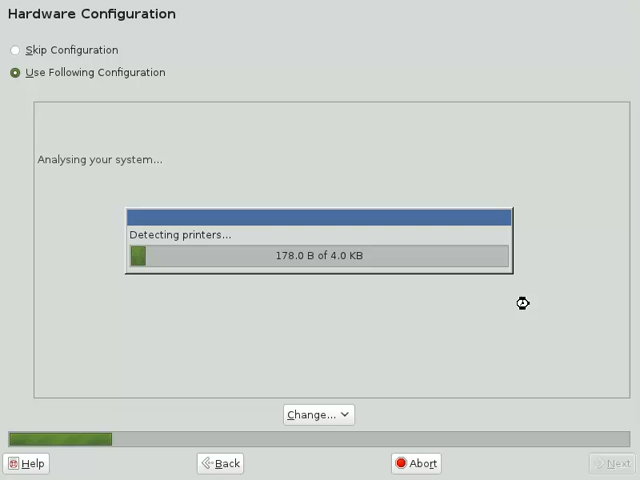 Hardware Configuration
Skip Configuration
Use Following Configuration
Analysing your system...
Detecting printers...
178.0 B of 4.0 KB
Change...
Help
Back
Abort
Next